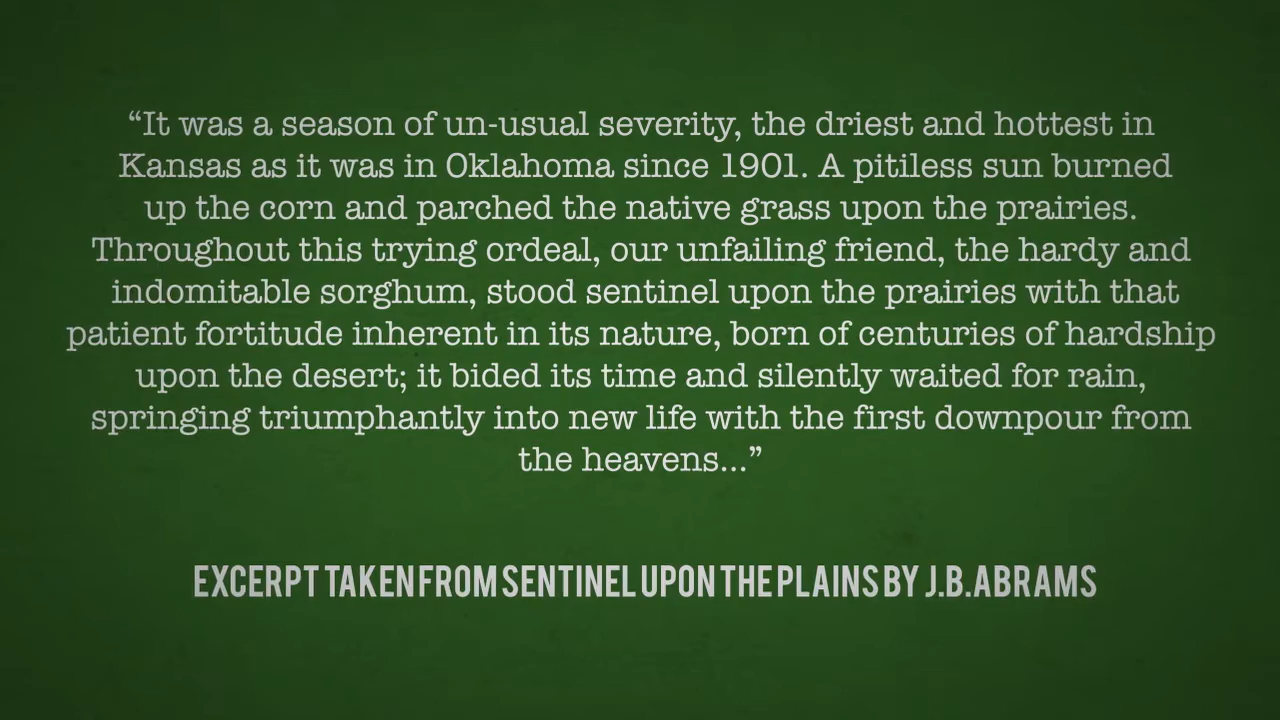 “It was a season of un-usual severity, the driest and hottest in
Kansas as it was in Oklahoma since 1901. A pitiless sun burned
up the corn and parched the native grass upon the prairies.
Throughout this trying ordeal, our unfailing friend, the hardy and
indomitable sorghum, stood sentinel upon the prairies with that
patient fortitude inherent in its nature, born of centuries of hardship
upon the desert; it bided its time and silently waited for rain,
springing triumphantly into new life with the first downpour from
the heavens...”
EXCERPT TAKEN FROM SENTINEL UPON THE PLAINS BY J.B.ABRAMS